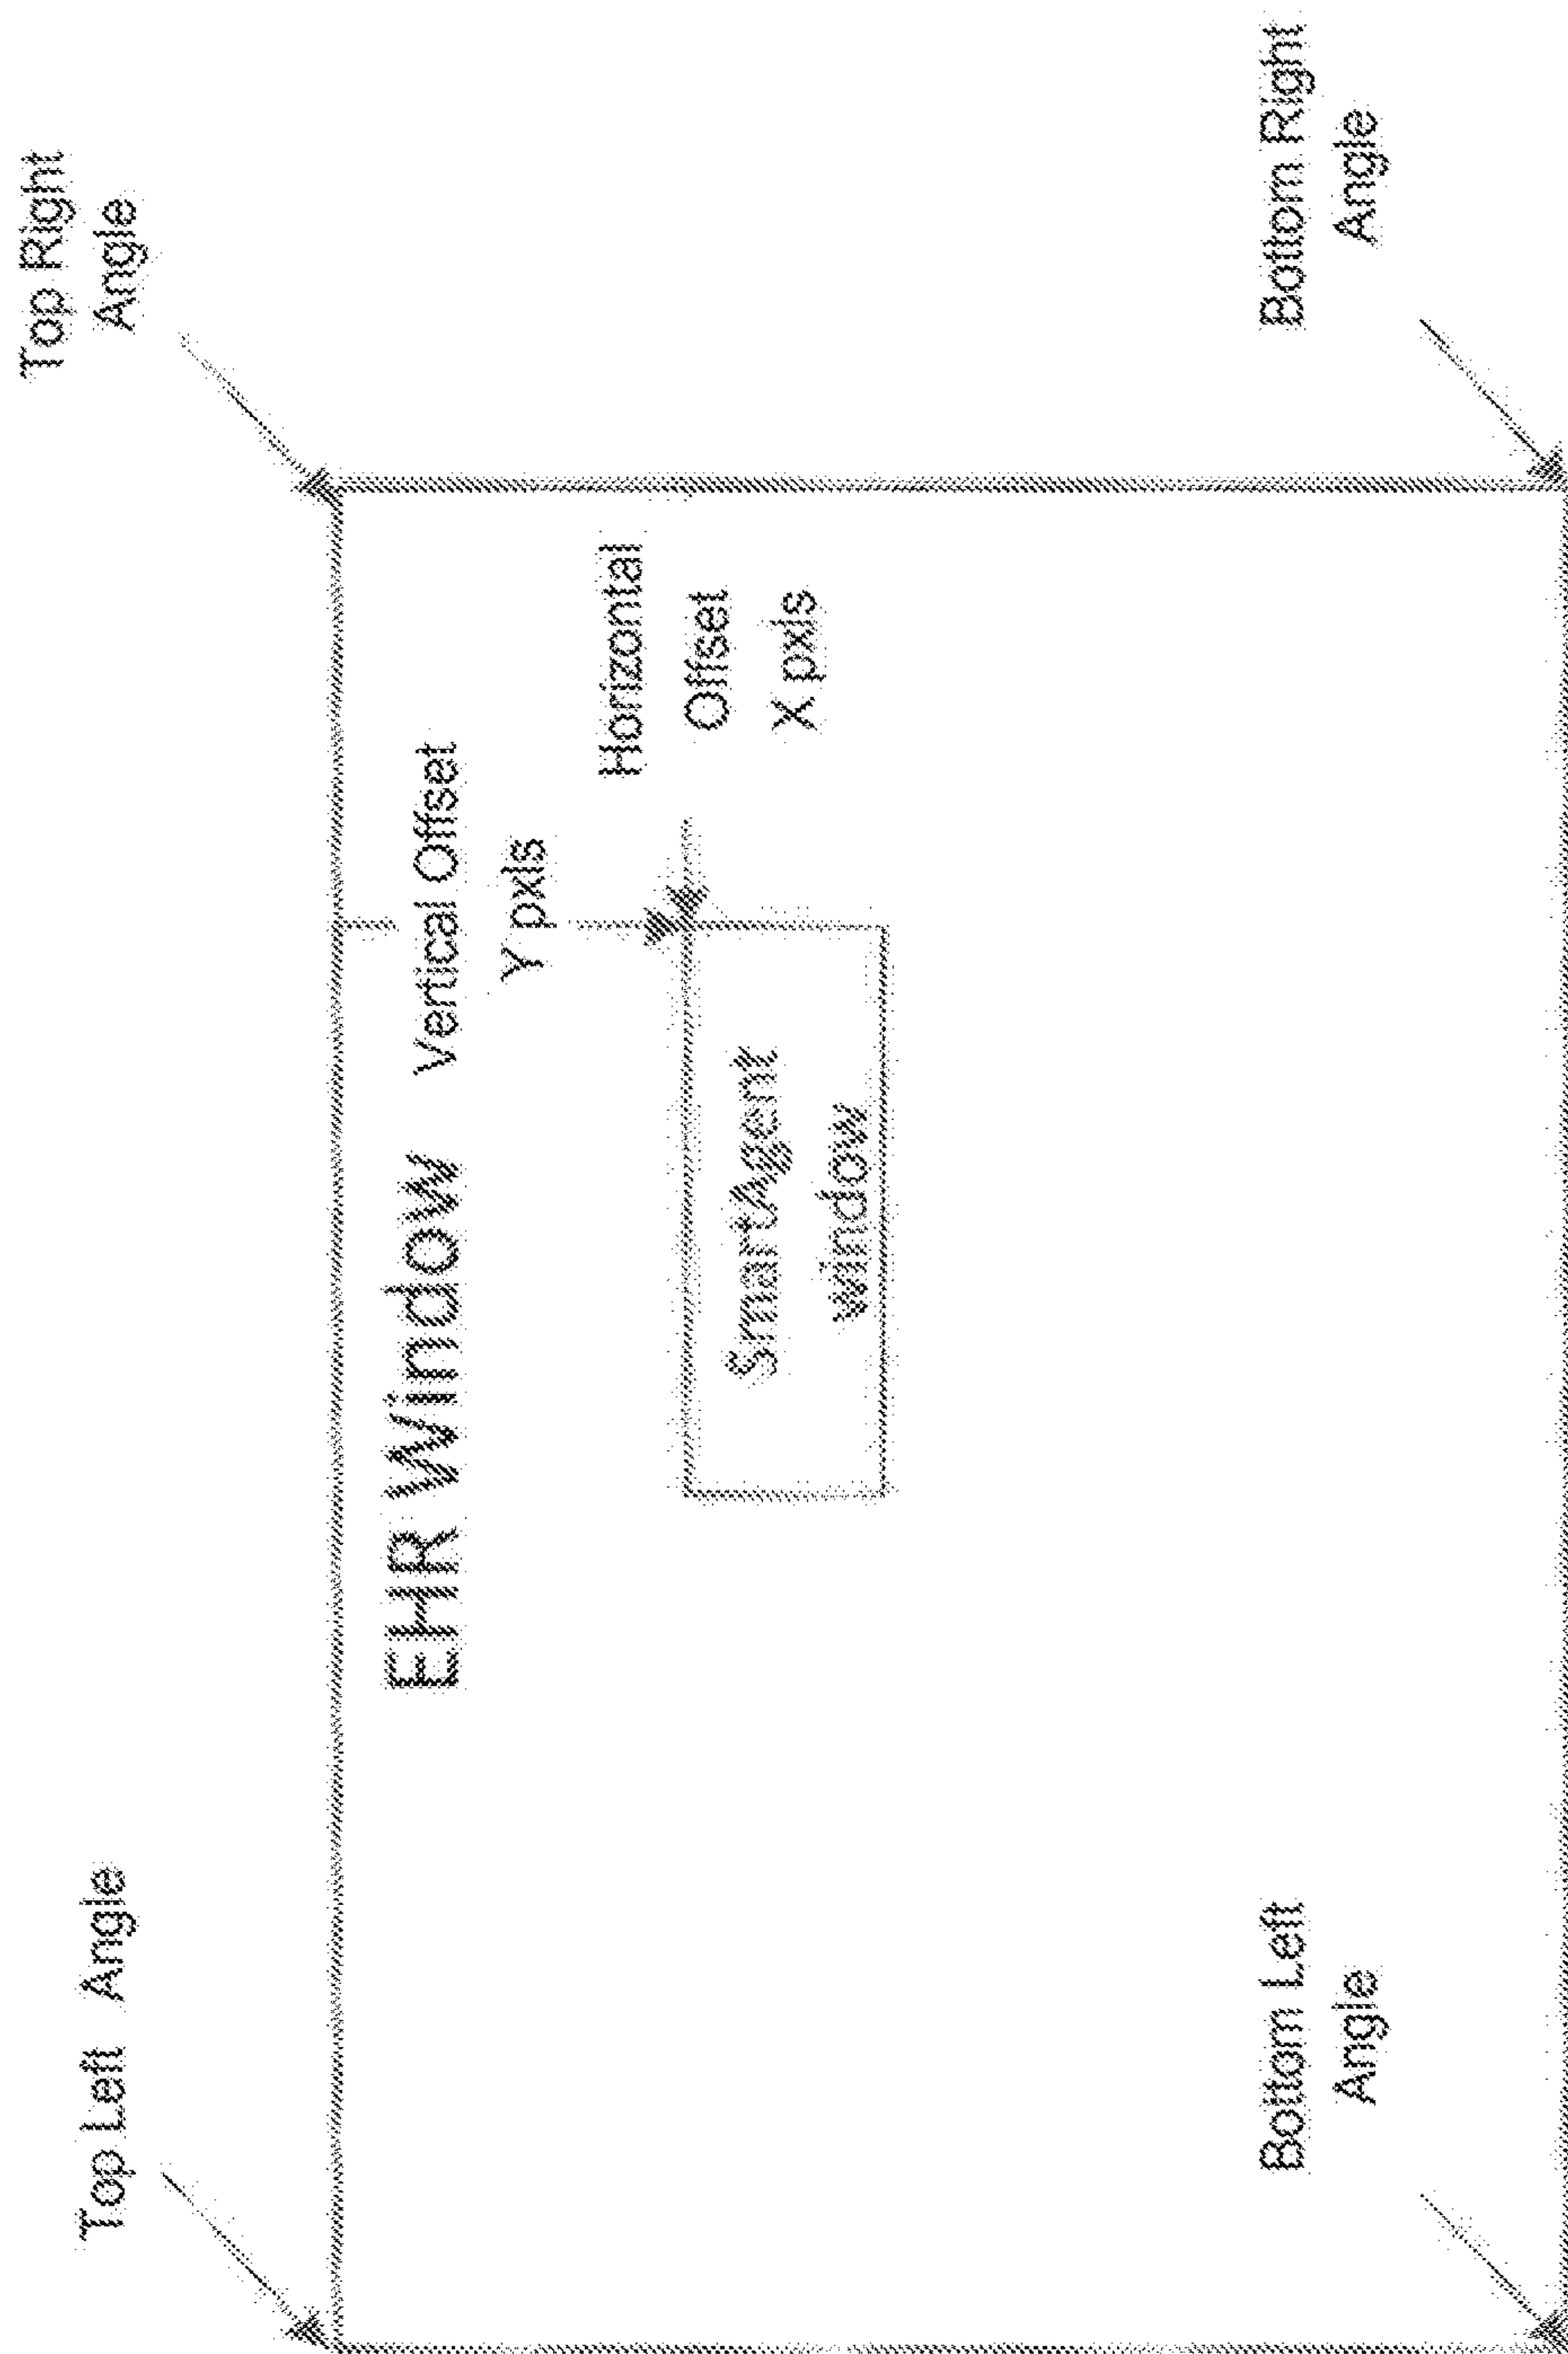 Top Left Angle
Top Right
Angle
EHR Window
Vertical Offset
Y pxls
Horizontal
Offset
X pxls
SmartAgent
window
Bottom Left
Angle
Bottom Right
Angle